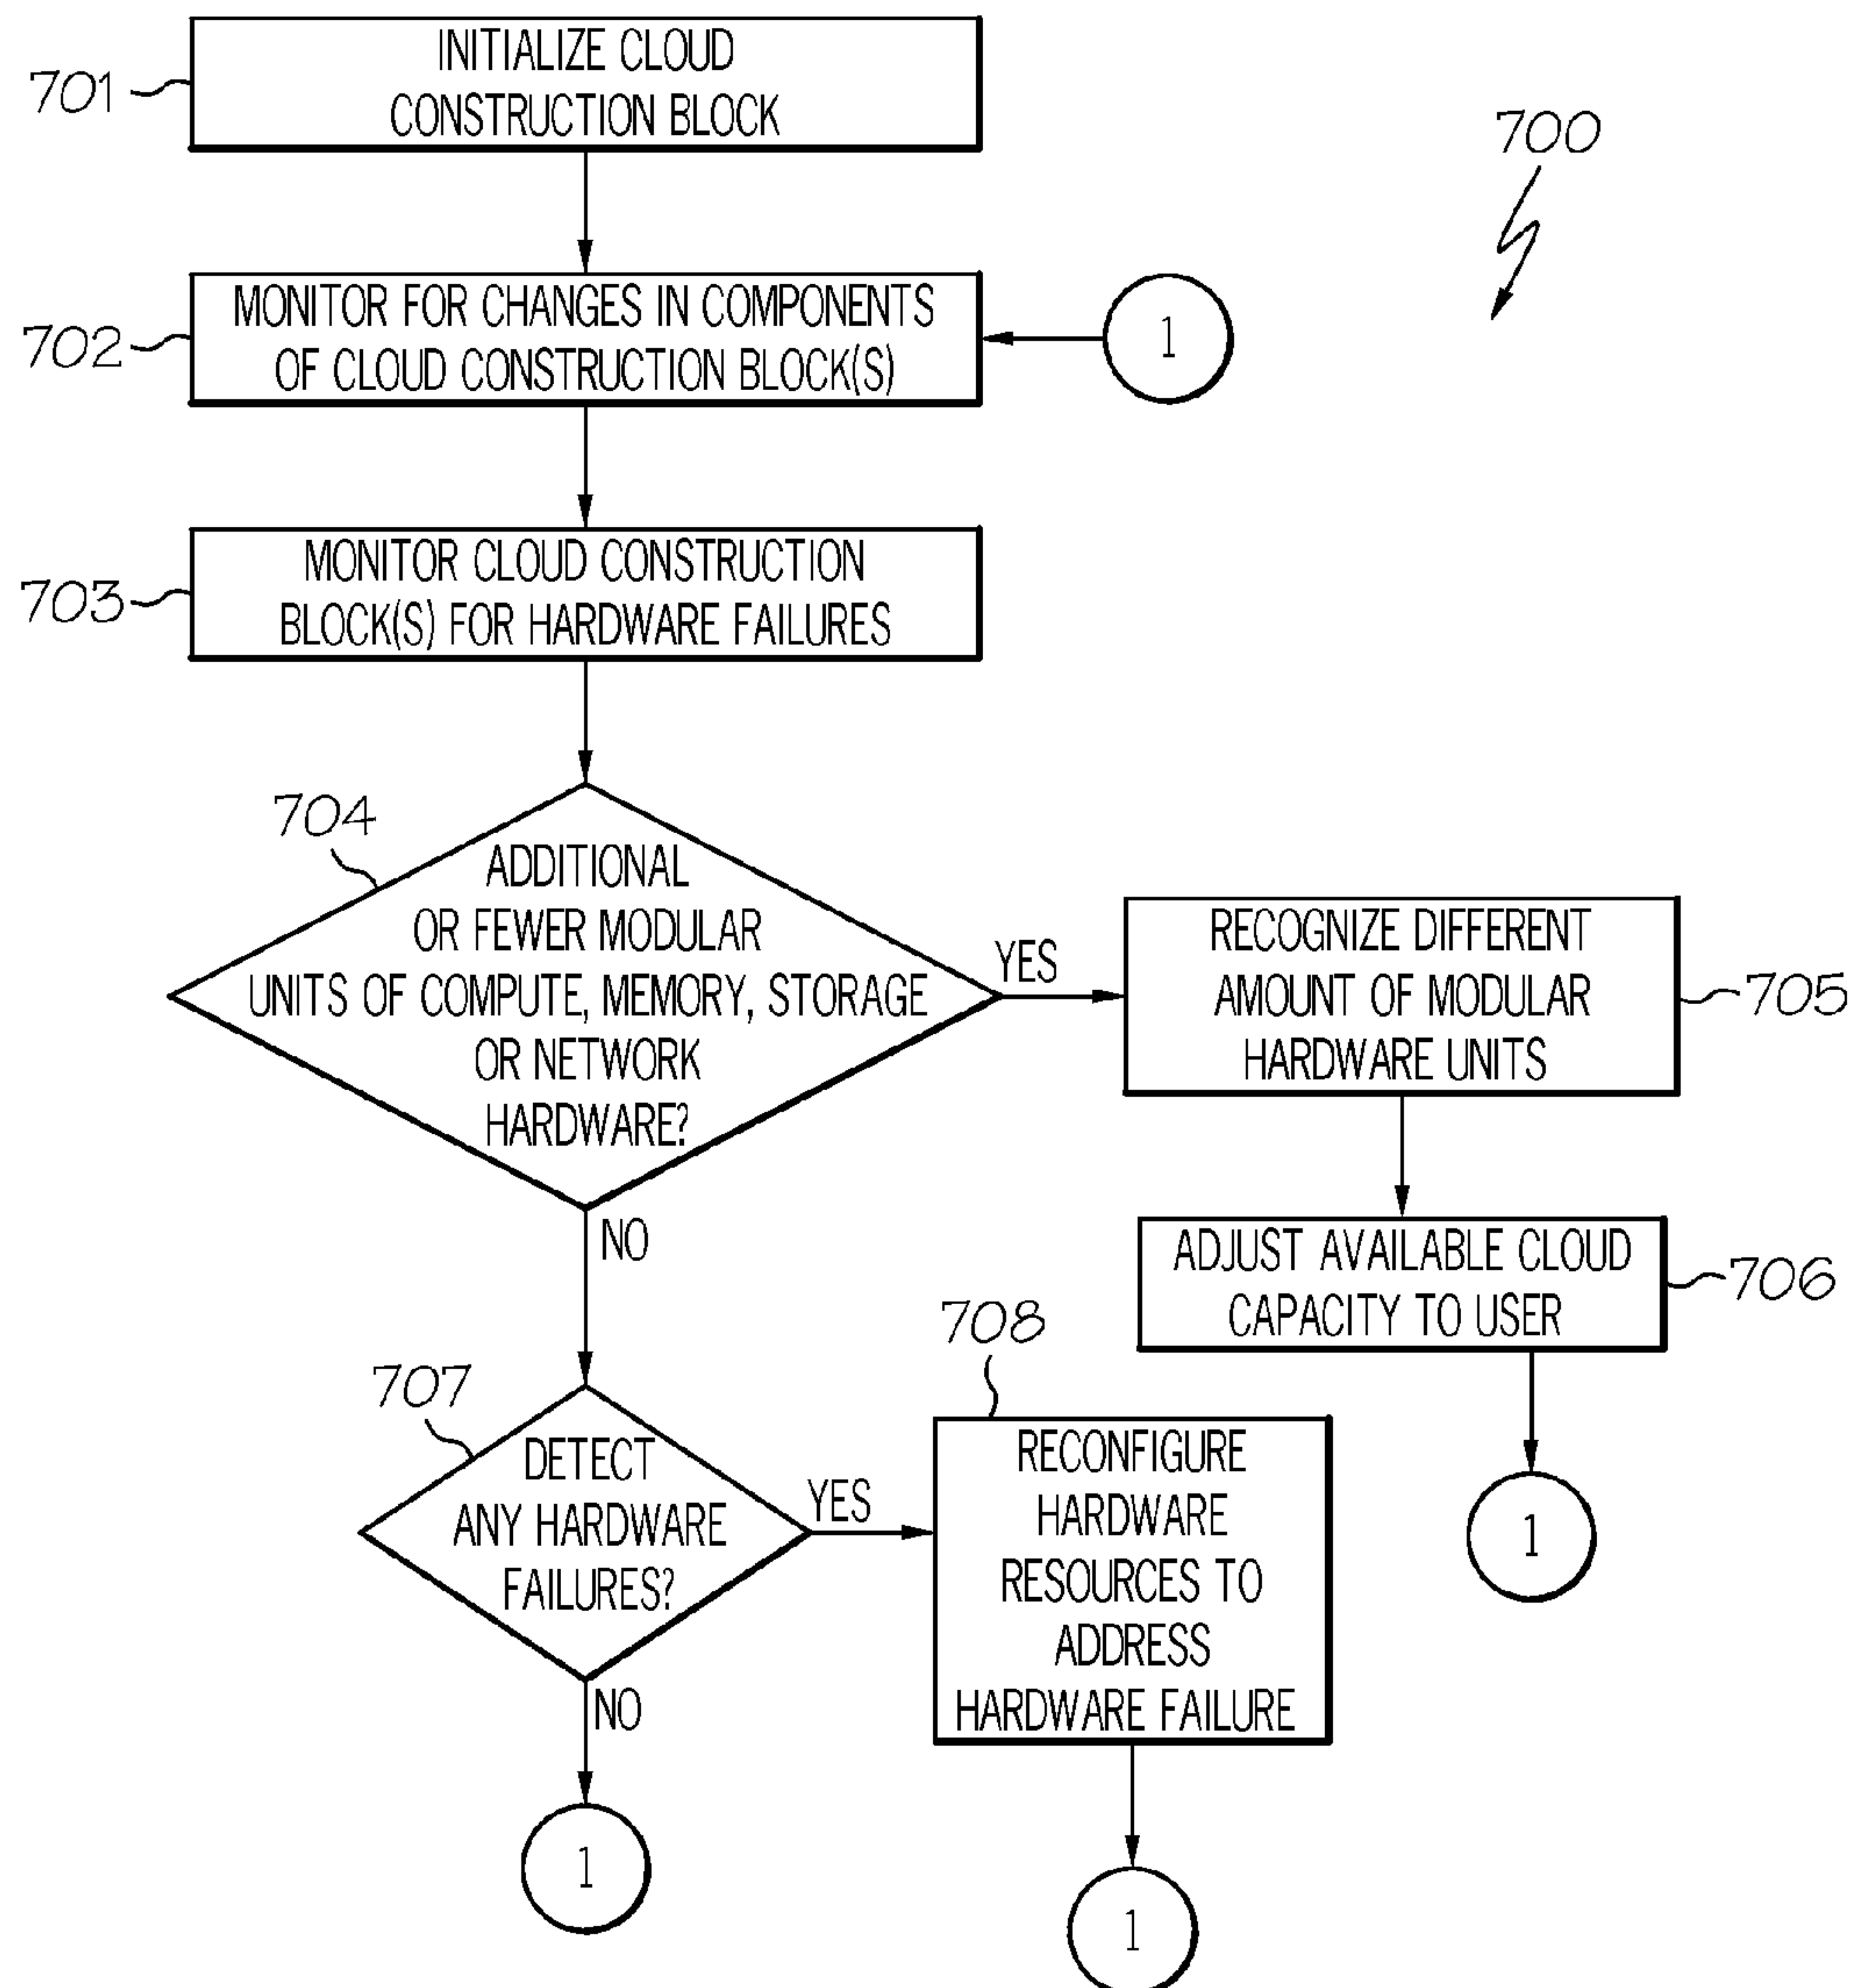 INITIALIZE CLOUD
CONSTRUCTION BLOCK
701
700
MONITOR FOR CHANGES IN COMPONENTS
OF CLOUD CONSTRUCTION BLOCK(S)
702
1
MONITOR CLOUD CONSTRUCTION
BLOCK(S) FOR HARDWARE FAILURES
703
704
ADDITIONAL
OR FEWER MODULAR
UNITS OF COMPUTE, MEMORY, STORAGE
OR NETWORK
HARDWARE?
YES
RECOGNIZE DIFFERENT
AMOUNT OF MODULAR
HARDWARE UNITS
705
NO
ADJUST AVAILABLE CLOUD
CAPACITY TO USER
706
1
707
DETECT
ANY HARDWARE
FAILURES?
YES
708
RECONFIGURE
HARDWARE
RESOURCES TO
ADDRESS
HARDWARE FAILURE
NO
1
1